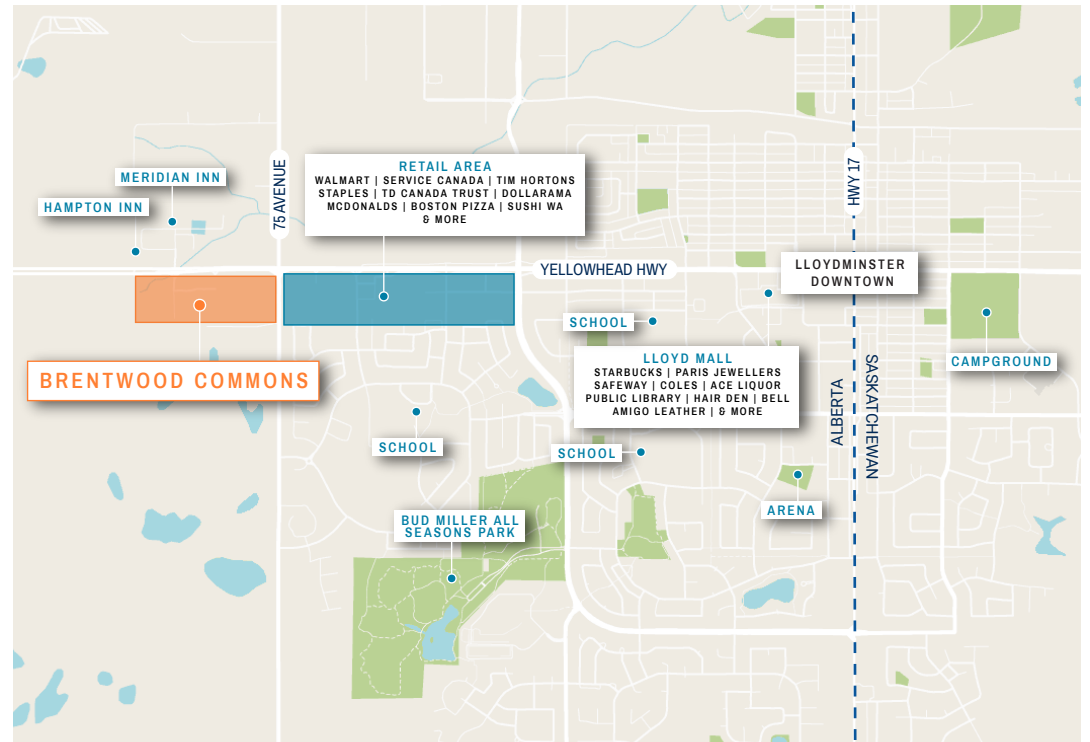 MERIDIAN INN
HAMPTON INN
75 AVENUE
RETAIL AREA
WALMART | SERVICE CANADA | TIM HORTONS
STAPLES | TD CANADA TRUST | DOLLARAMA
MCDONALDS | BOSTON PIZZA | SUSHI WA
& MORE
HWY 17
YELLOWHEAD HWY
LLOYDMINSTER
DOWNTOWN
SCHOOL
BRENTWOOD COMMONS
LLOYD MALL
STARBUCKS | PARIS JEWELLERS
SAFEWAY | COLES | ACE LIQUOR
PUBLIC LIBRARY | HAIR DEN | BELL
AMIGO LEATHER | & MORE
CAMPGROUND
ALBERTA
SASKATCHEWAN
SCHOOL
SCHOOL
ARENA
BUD MILLER ALL
SEASONS PARK